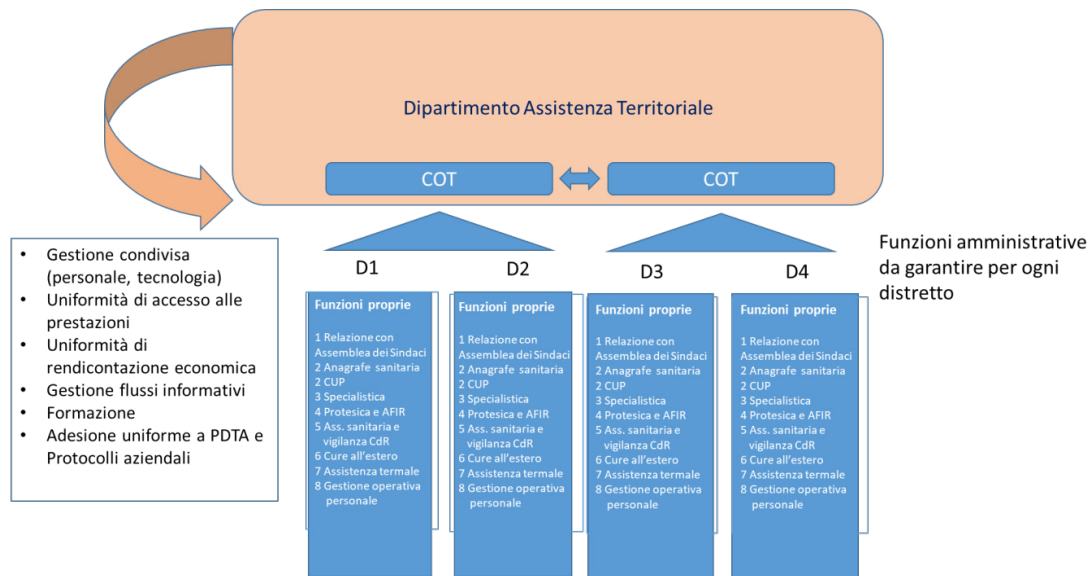 Dipartimento Assistenza Territoriale
COT
COT
• Gestione condivisa
(personale, tecnologia)
• Uniformità di accesso alle
prestazioni
• Uniformità di
rendicontazione economica
• Gestione flussi informativi
• Formazione
• Adesione uniforme a PDTA e
Protocolli aziendali
D1
Funzioni proprie
1 Relazione con
Assemblea dei Sindaci
2 Anagrafe sanitaria
2 CUP
3 Specialistica
4 Protesica e AFIR
5 Ass. sanitaria e
vigilanza CdR
6 Cure all'estero
7 Assistenza termale
8 Gestione operativa
personale
D2
Funzioni proprie
1 Relazione con
Assemblea dei Sindaci
2 Anagrafe sanitaria
2 CUP
3 Specialistica
4 Protesica e AFIR
5 Ass. sanitaria e
vigilanza CdR
6 Cure all'estero
7 Assistenza termale
8 Gestione operativa
personale
D3
Funzioni proprie
1 Relazione con
Assemblea dei Sindaci
2 Anagrafe sanitaria
2 CUP
3 Specialistica
4 Protesica e AFIR
5 Ass. sanitaria e
vigilanza CdR
6 Cure all'estero
7 Assistenza termale
8 Gestione operativa
personale
D4
Funzioni proprie
1 Relazione con
Assemblea dei Sindaci
2 Anagrafe sanitaria
2 CUP
3 Specialistica
4 Protesica e AFIR
5 Ass. sanitaria e
vigilanza CdR
6 Cure all'estero
7 Assistenza termale
8 Gestione operativa
personale
Funzioni amministrative
da garantire per ogni
distretto